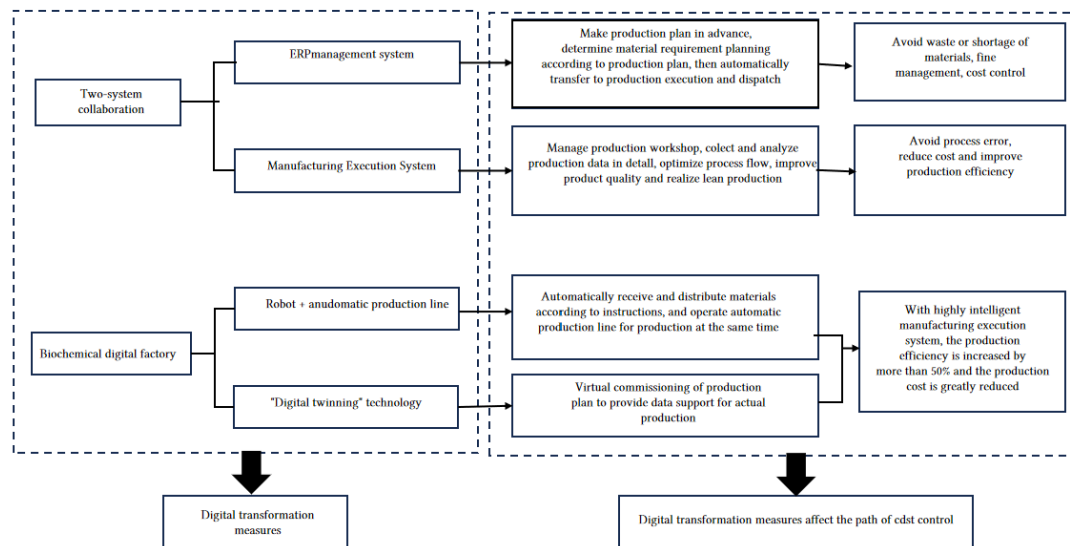 ERPmanagement system
Make production plan in advance,
determine material requirement planning
according to production plan, then automatically
transfer to production execution and dispatch
Avoid waste or shortage of
materials, fine
management, cost control
Two-system
collaboration
Manufacturing Execution System
Manage production workshop, colect and analyze
production data in detall, optimize process flow, improve
product quality and realize lean production
Avoid process error,
reduce cost and improve
production efficiency
Robot + anudomatic production line
Automatically receive and distribute materials
according to instructions, and operate automatic
production line for production at the same time
With highly intelligent
manufacturing execution
system, the production
efficiency is increased by
more than 50% and the production
cost is greatly reduced
Biochemical digital factory
"Digital twinning" technology
Virtual commissioning of production
plan to provide data support for actual
production
Digital transformation
measures
Digital transformation measures affect the path of cdst control